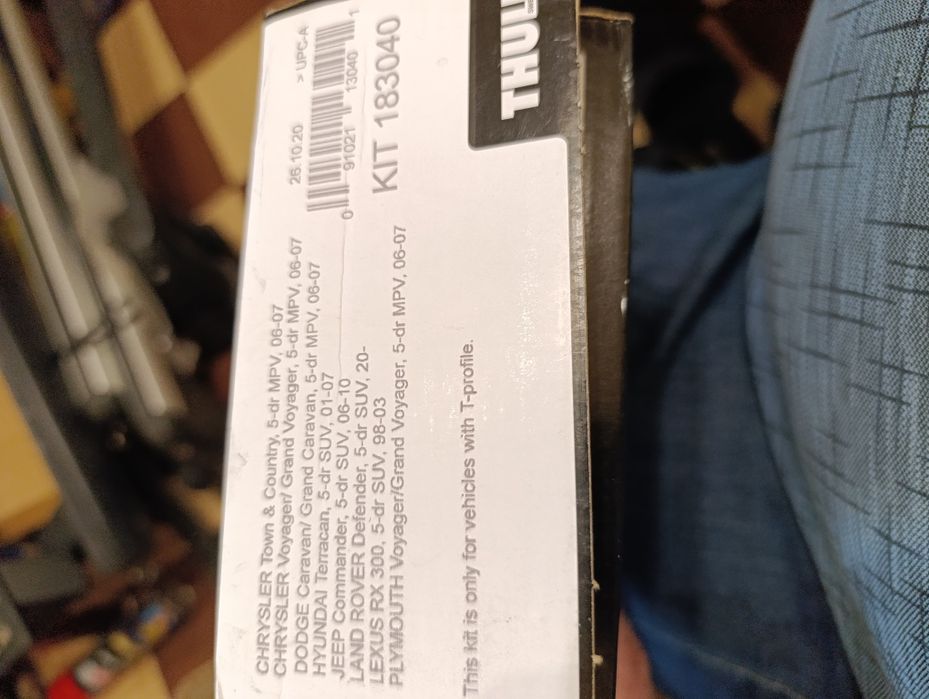 CHRYSLER Town & Country, 5-dr MPV, 06-07
CHRYSLER Voyager/ Grand Voyager, 5-dr MPV, 06-07
DODGE Caravan/ Grand Caravan, 5-dr MPV, 06-07
HYUNDAI Terracan, 5-dr SUV, 01-07
JEEP Commander, 5-dr SUV, 06-10
LAND ROVER Defender, 5-dr SUV, 20-
LEXUS RX 300, 5-dr SUV, 98-03
PLYMOUTH Voyager/Grand Voyager, 5-dr MPV, 06-07
This kit is only for vehicles with T-profile.
26.10.20 > UPC-A
0 91021 13040 1
KIT 183040